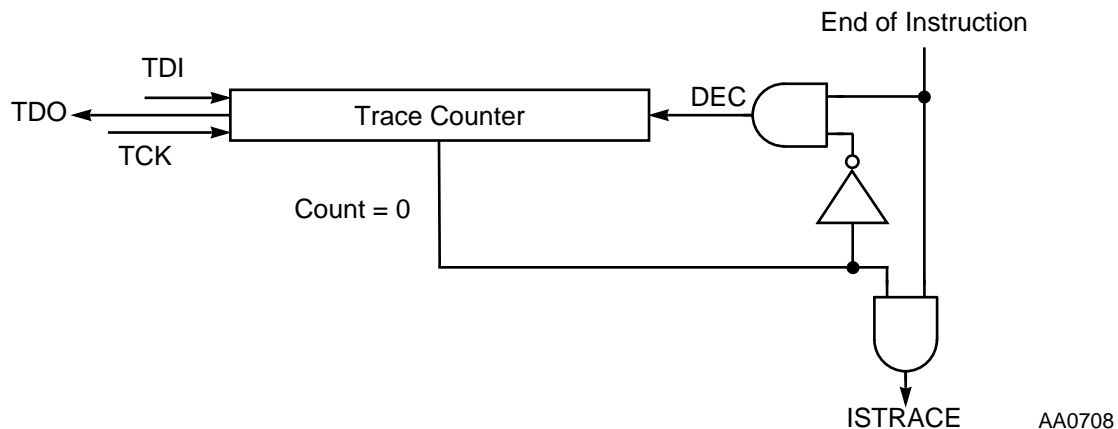 End of Instruction
TDI
TDO
Trace Counter
DEC
TCK
Count = 0
ISTRACE
AA0708